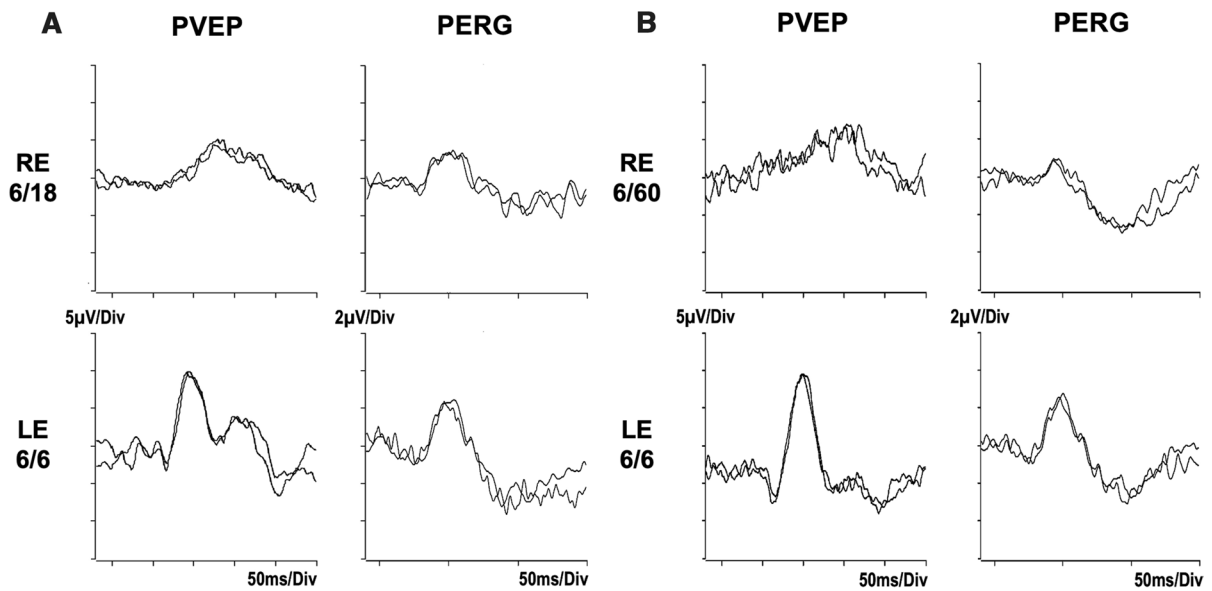 A PVEP PERG B PVEP PERG
RE
6/18
RE
6/60
5µV/Div 2µV/Div 5µV/Div 2µV/Div
LE
6/6
LE
6/6
50ms/Div 50ms/Div 50ms/Div 50ms/Div